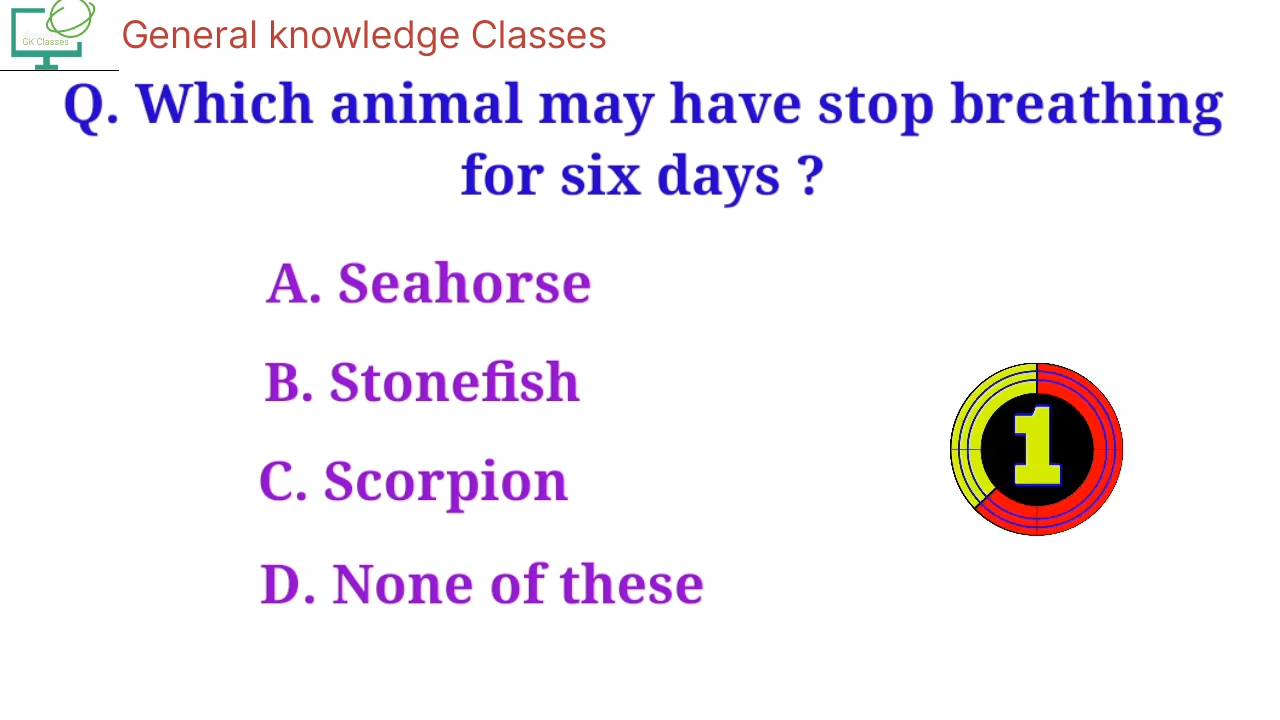 GK Classes
General knowledge Classes
Q. Which animal may have stop breathing
for six days ?
A. Seahorse
B. Stonefish
C. Scorpion
D. None of these
1